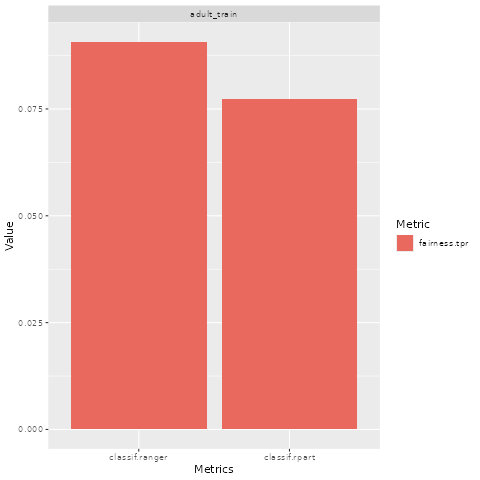 adult_train
Value
0.075
0.050
0.025
0.000
classif.ranger
classif.rpart
Metrics
Metric
fairness.tpr